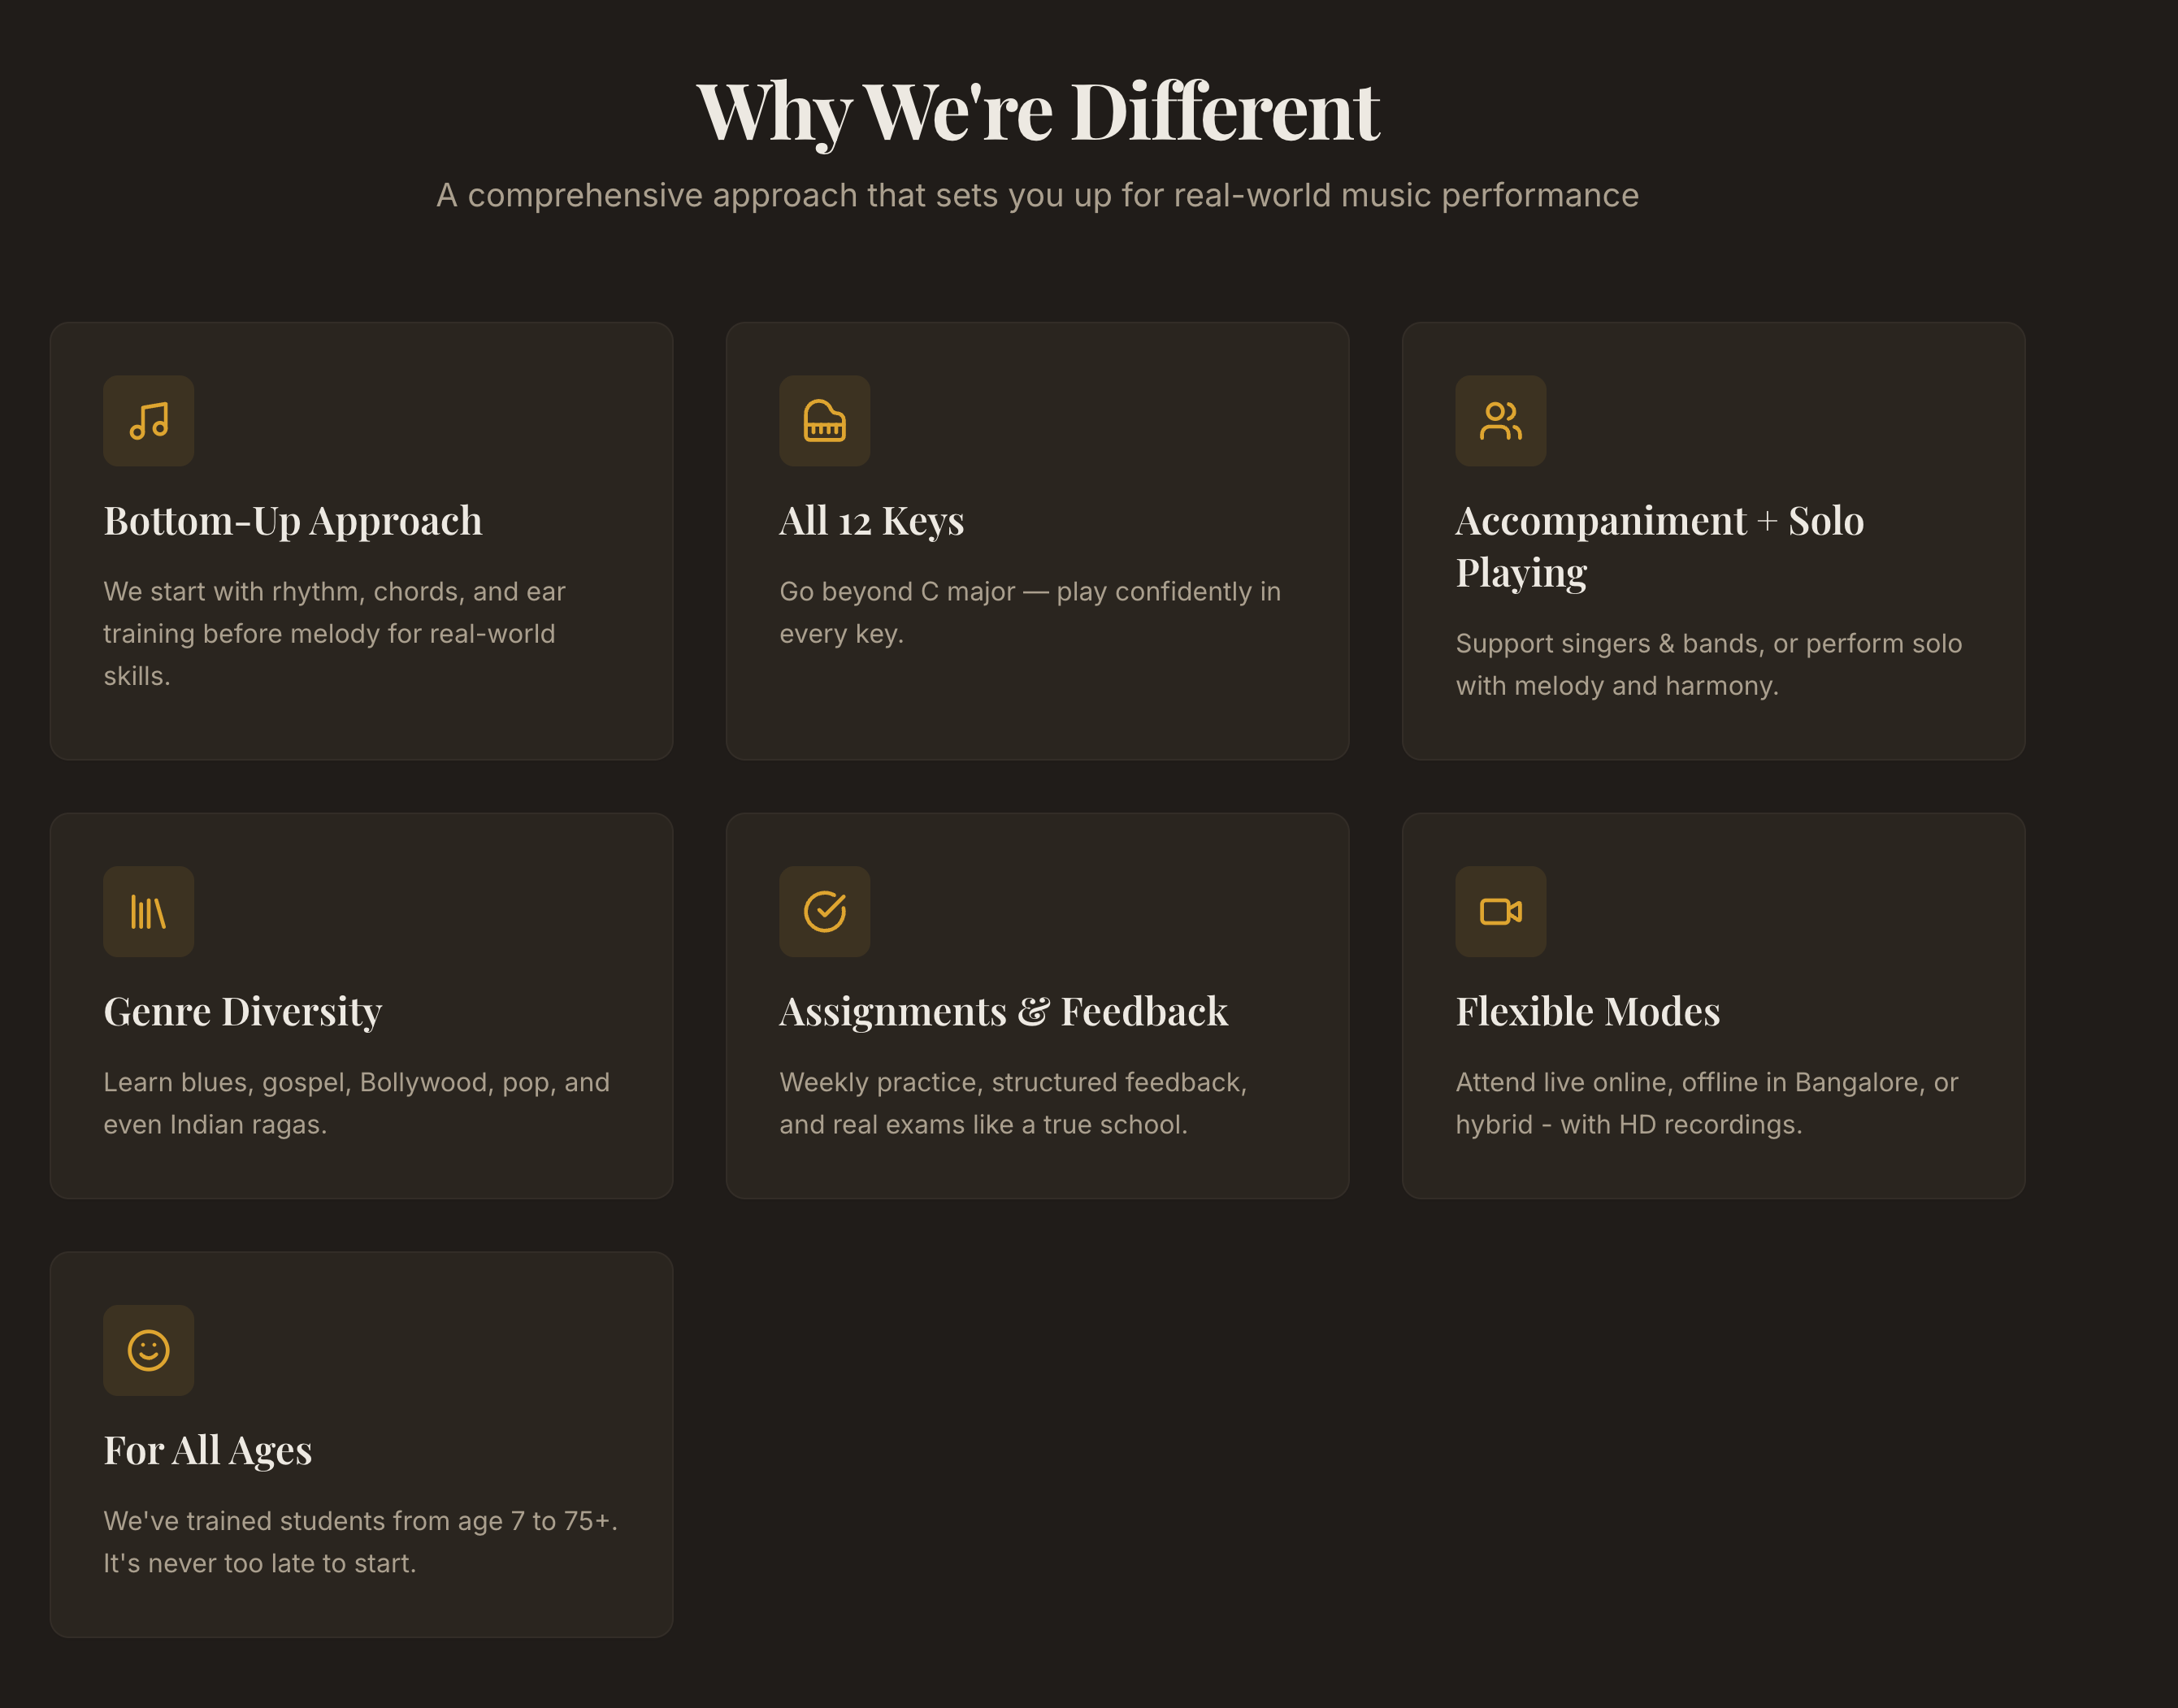 Why We're Different
A comprehensive approach that sets you up for real-world music performance
Bottom-Up Approach
We start with rhythm, chords, and ear
training before melody for real-world
skills.
All 12 Keys
Go beyond C major — play confidently in
every key.
Accompaniment + Solo
Playing
Support singers & bands, or perform solo
with melody and harmony.
Genre Diversity
Learn blues, gospel, Bollywood, pop, and
even Indian ragas.
Assignments & Feedback
Weekly practice, structured feedback,
and real exams like a true school.
Flexible Modes
Attend live online, offline in Bangalore, or
hybrid - with HD recordings.
For All Ages
We've trained students from age 7 to 75+.
It's never too late to start.